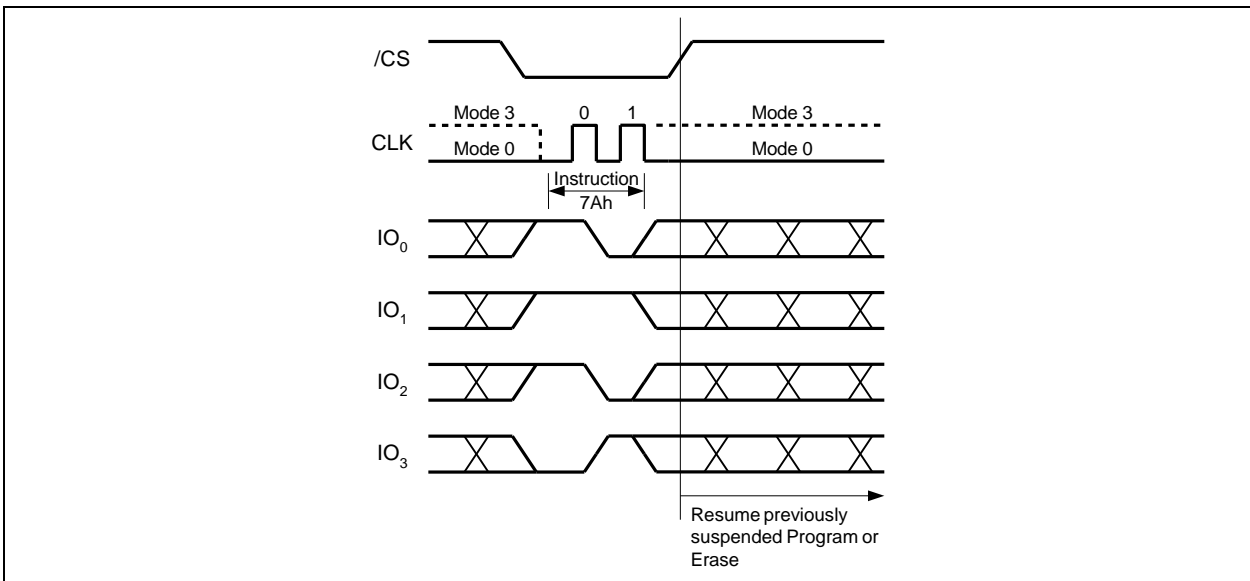 /CS
Mode 3
0
1
Mode 3
CLK
Mode 0
Mode 0
Instruction
7Ah
IO0
IO1
IO2
IO3
Resume previously
suspended Program or
Erase